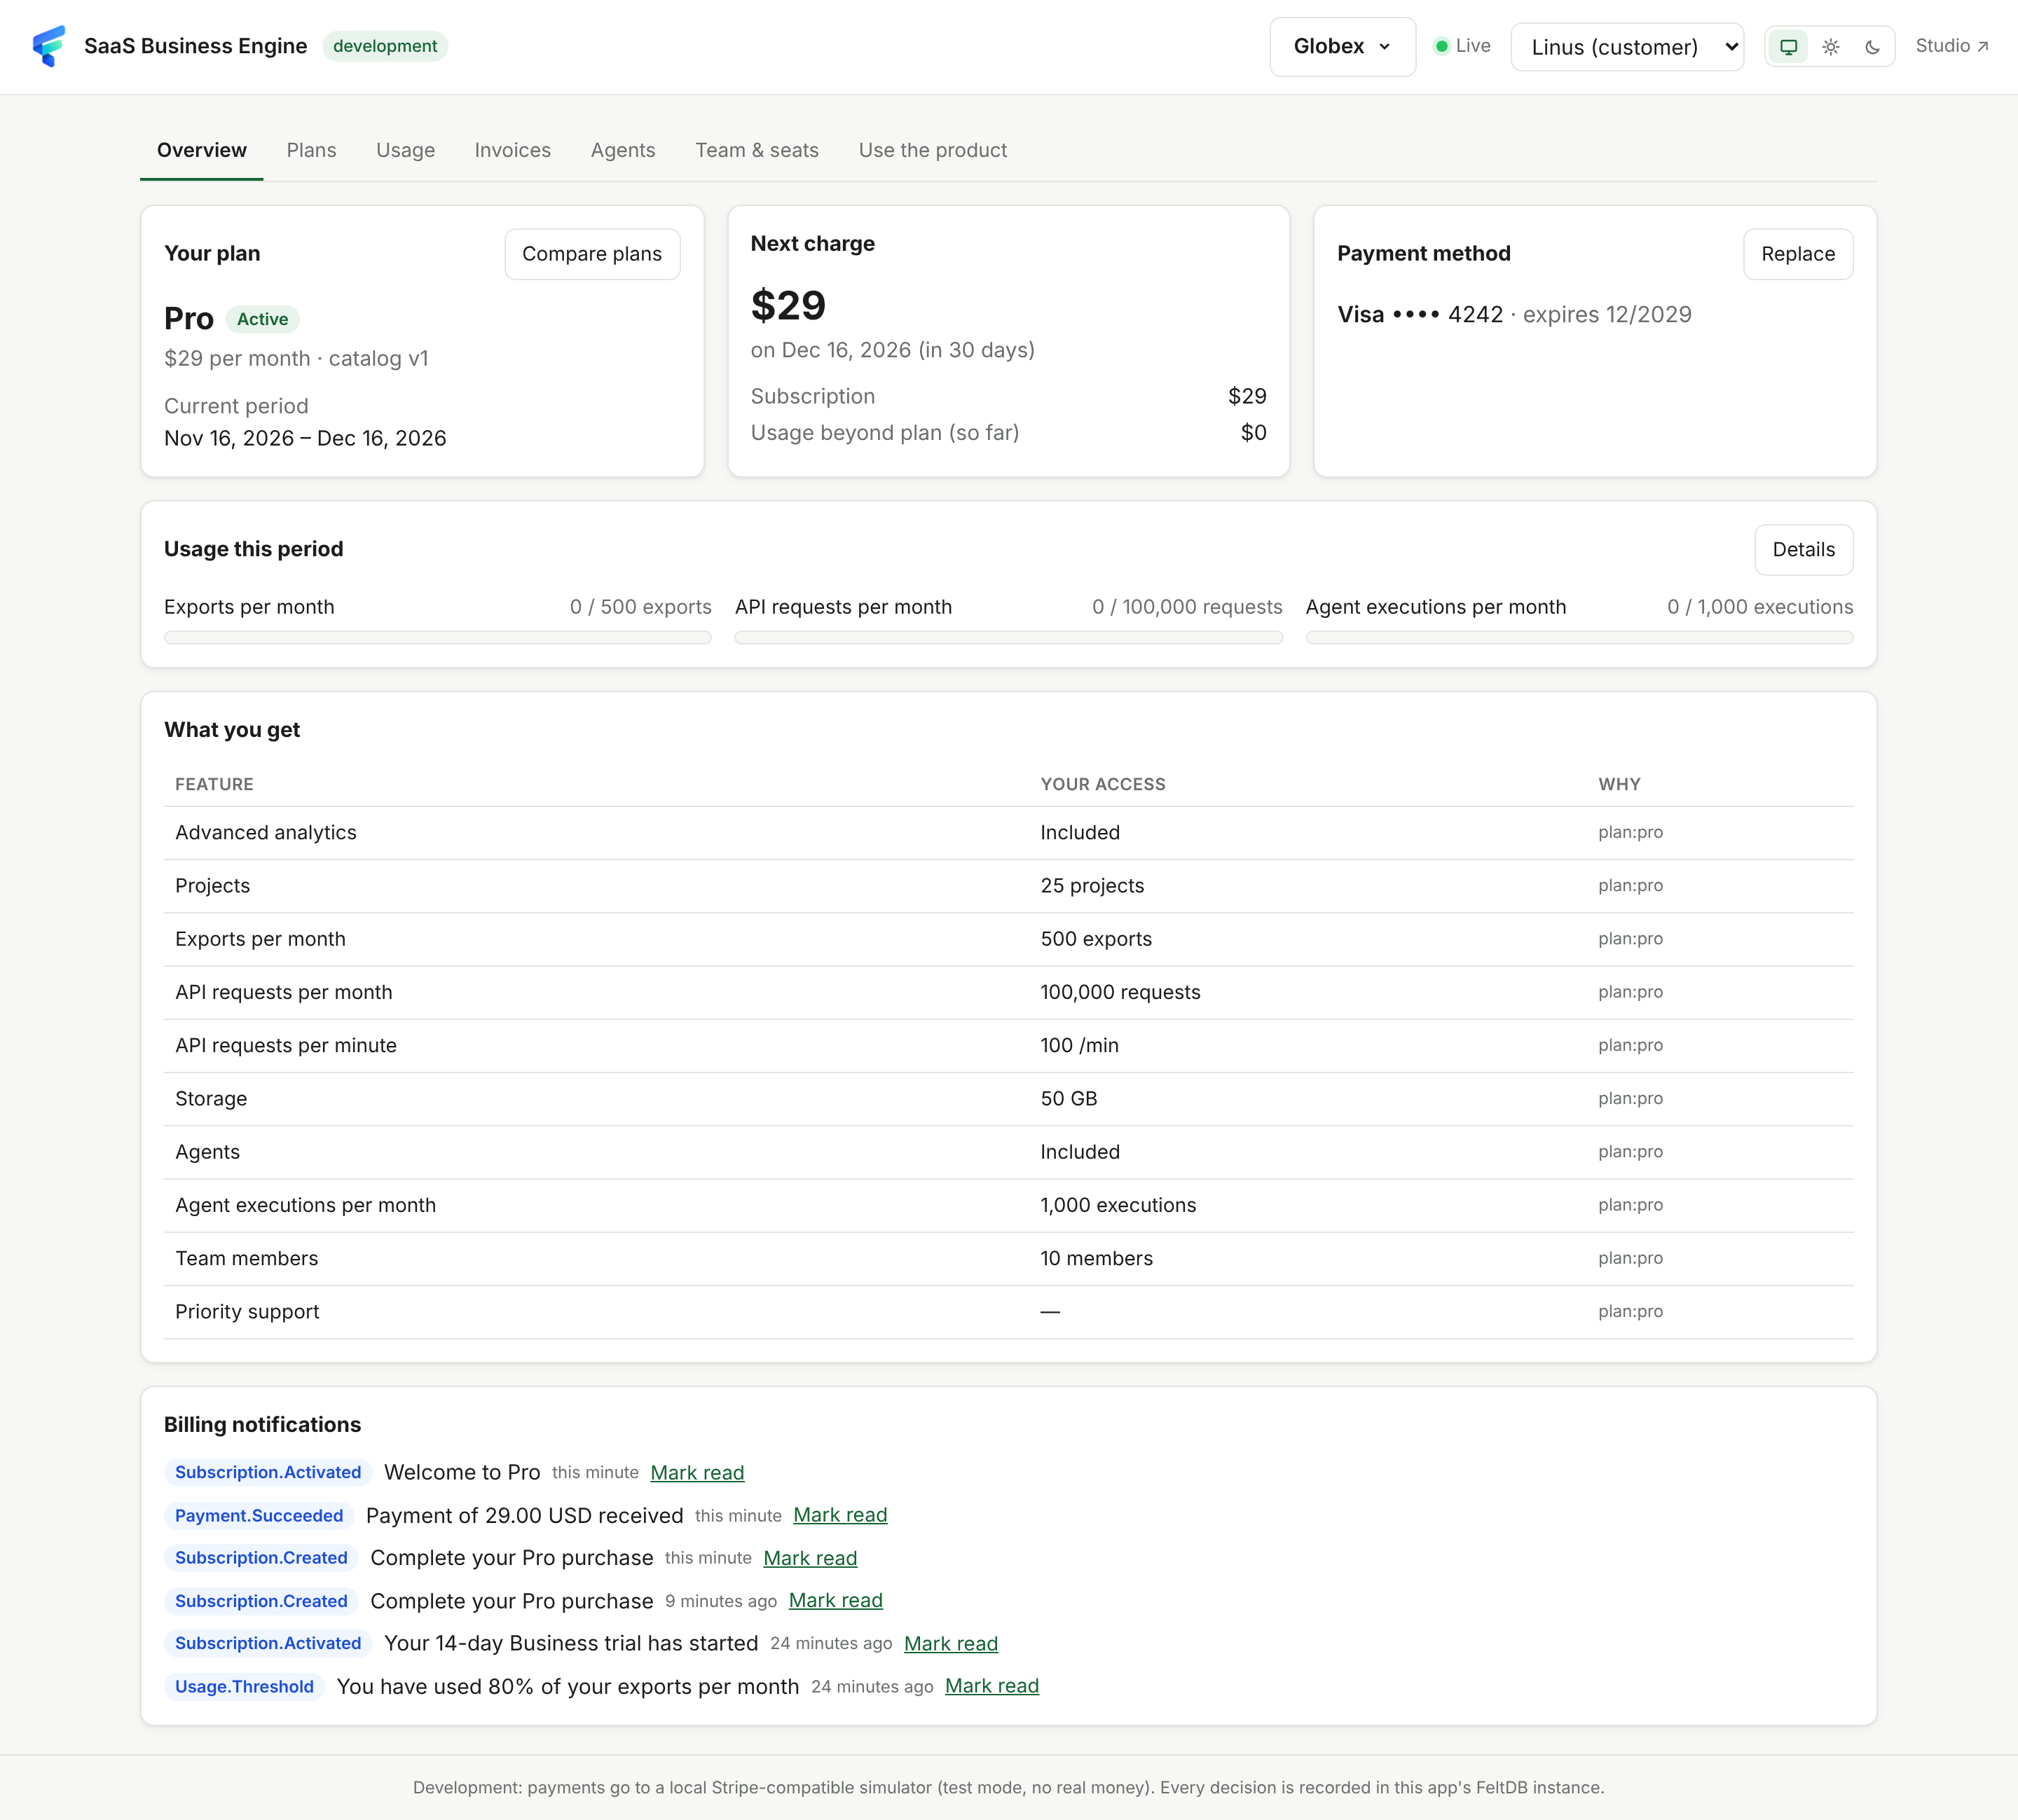 SaaS Business Engine development Globex Live Linus (customer) Studio ↗
Overview Plans Usage Invoices Agents Team & seats Use the product
Your plan Compare plans
Pro Active
$29 per month · catalog v1
Current period
Nov 16, 2026 – Dec 16, 2026
Next charge
$29
on Dec 16, 2026 (in 30 days)
Subscription $29
Usage beyond plan (so far) $0
Payment method Replace
Visa •••• 4242 · expires 12/2029
Usage this period Details
Exports per month 0 / 500 exports API requests per month 0 / 100,000 requests Agent executions per month 0 / 1,000 executions
What you get
FEATURE YOUR ACCESS WHY
Advanced analytics Included plan:pro
Projects 25 projects plan:pro
Exports per month 500 exports plan:pro
API requests per month 100,000 requests plan:pro
API requests per minute 100 /min plan:pro
Storage 50 GB plan:pro
Agents Included plan:pro
Agent executions per month 1,000 executions plan:pro
Team members 10 members plan:pro
Priority support — plan:pro
Billing notifications
Subscription.Activated Welcome to Pro this minute Mark read
Payment.Succeeded Payment of 29.00 USD received this minute Mark read
Subscription.Created Complete your Pro purchase this minute Mark read
Subscription.Created Complete your Pro purchase 9 minutes ago Mark read
Subscription.Activated Your 14-day Business trial has started 24 minutes ago Mark read
Usage.Threshold You have used 80% of your exports per month 24 minutes ago Mark read
Development: payments go to a local Stripe-compatible simulator (test mode, no real money). Every decision is recorded in this app's FeltDB instance.